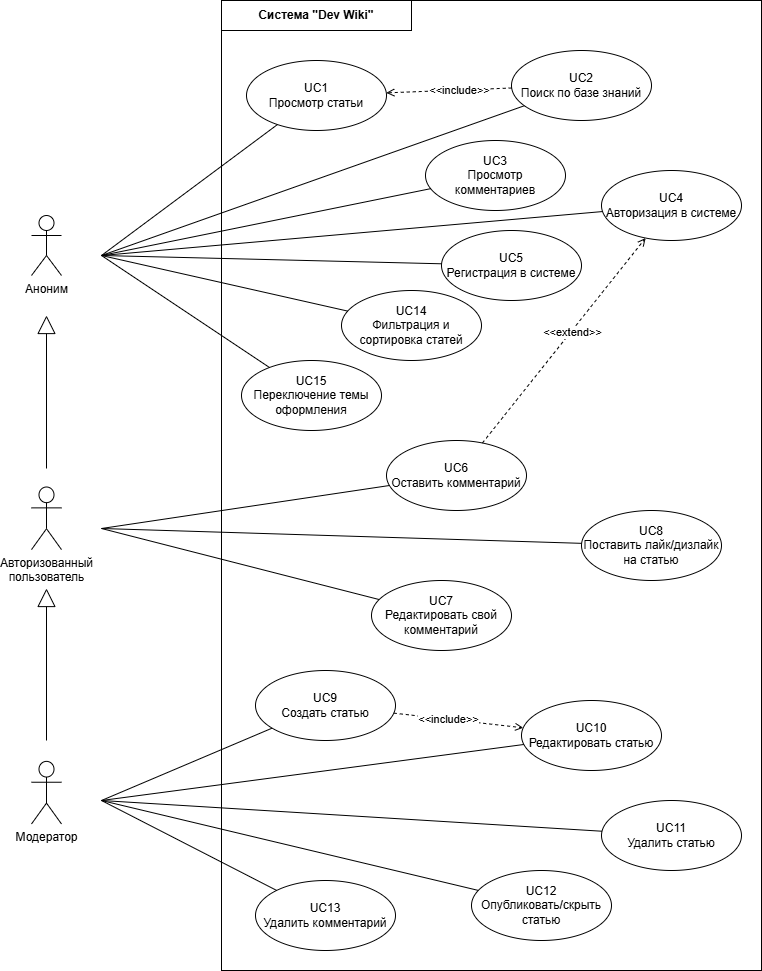 Система "Dev Wiki"
UC1
Просмотр статьи
<<include>>
UC2
Поиск по базе знаний
UC3
Просмотр
комментариев
UC4
Авторизация в системе
UC5
Регистрация в системе
Аноним
UC14
Фильтрация и
сортировка статей
<<extend>>
UC15
Переключение темы
оформления
UC6
Оставить комментарий
UC8
Поставить лайк/дизлайк
на статью
Авторизованный
пользователь
UC7
Редактировать свой
комментарий
UC9
Создать статью
<<include>>
UC10
Редактировать статью
Модератор
UC11
Удалить статью
UC12
Опубликовать/скрыть
статью
UC13
Удалить комментарий